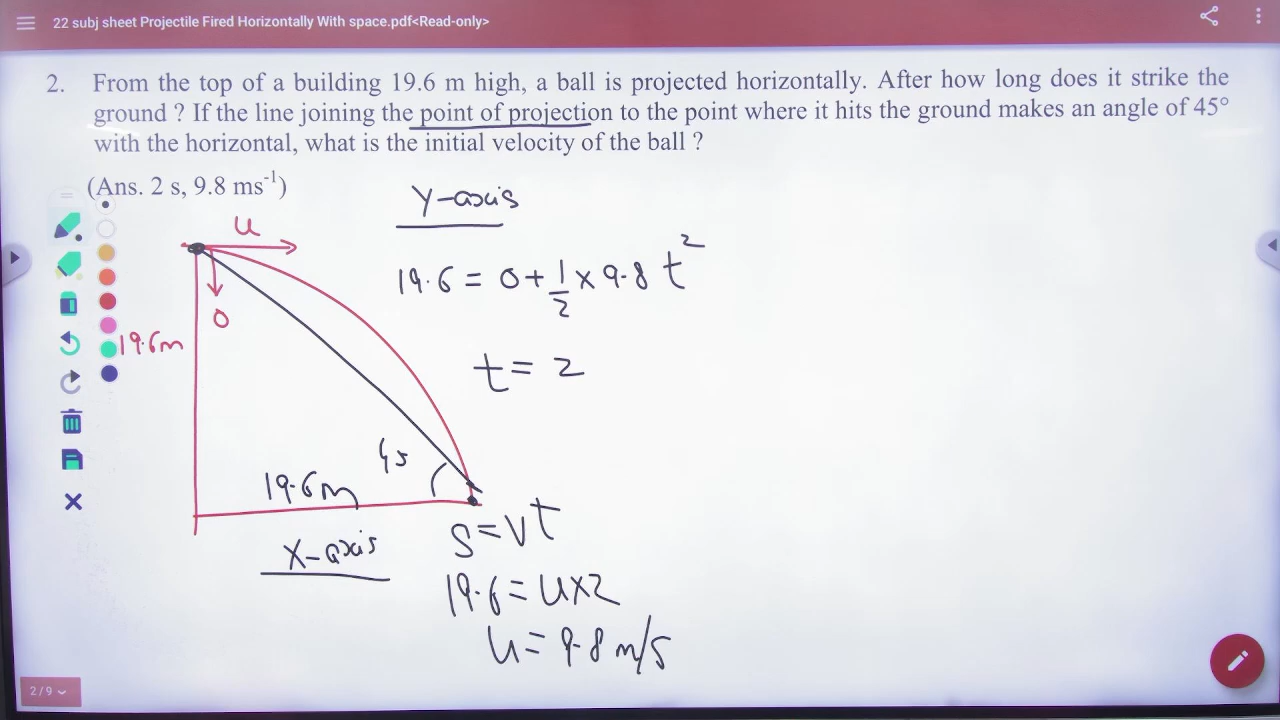 22 subj sheet Projectile Fired Horizontally With space.pdf<Read-only>
2. From the top of a building 19.6 m high, a ball is projected horizontally. After how long does it strike the
ground ? If the line joining the point of projection to the point where it hits the ground makes an angle of 45°
with the horizontal, what is the initial velocity of the ball ?
(Ans. 2 s, 9.8 ms⁻¹)
Y-axis
u
19.6 = 0 + 1/2 × 9.8 t²
0
19.6m
t = 2
45
19.6m
S = vt
X-axis
19.6 = u×2
u = 9.8 m/s
2/9